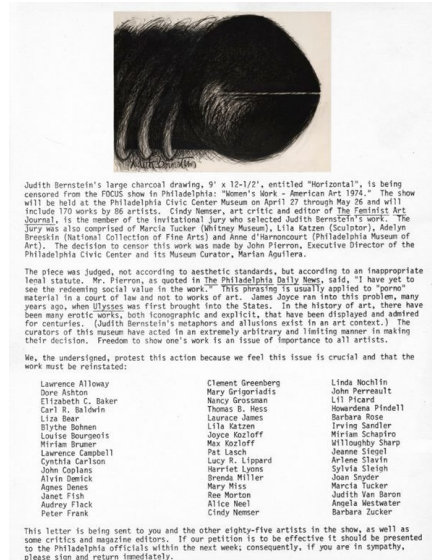 Judith Bernstein
Judith Bernstein's large charcoal drawing, 9' x 12-1/2', entitled "Horizontal", is being
censored from the FOCUS show in Philadelphia: "Women's Work - American Art 1974." The show
will be held at the Philadelphia Civic Center Museum on April 27 through May 26 and will
include 170 works by 86 artists. Cindy Nemser, art critic and editor of The Feminist Art
Journal, is the member of the invitational jury who selected Judith Bernstein's work. The
jury was also comprised of Marcia Tucker (Whitney Museum), Lila Katzen (Sculptor), Adelyn
Breeskin (National Collection of Fine Arts) and Anne d'Harnoncourt (Philadelphia Museum of
Art). The decision to censor this work was made by John Pierron, Executive Director of the
Philadelphia Civic Center and its Museum Curator, Marian Aguilera.
The piece was judged, not according to aesthetic standards, but according to an inappropriate
legal statute. Mr. Pierron, as quoted in The Philadelphia Daily News, said, "I have yet to
see the redeeming social value in the work." This phrasing is usually applied to "porno"
material in a court of law and not to works of art. James Joyce ran into this problem, many
years ago, when Ulysses was first brought into the States. In the history of art, there have
been many erotic works, both iconographic and explicit, that have been displayed and admired
for centuries. (Judith Bernstein's metaphors and allusions exist in an art context.) The
curators of this museum have acted in an extremely arbitrary and limiting manner in making
their decision. Freedom to show one's work is an issue of importance to all artists.
We, the undersigned, protest this action because we feel this issue is crucial and that the
work must be reinstated:
Lawrence Alloway
Dore Ashton
Elizabeth C. Baker
Carl R. Baldwin
Liza Bear
Blythe Bohnen
Louise Bourgeois
Miriam Brumer
Lawrence Campbell
Cynthia Carlson
John Coplans
Alvin Demick
Agnes Denes
Janet Fish
Audrey Flack
Peter Frank
Clement Greenberg
Mary Grigoriadis
Nancy Grossman
Thomas B. Hess
Laurace James
Lila Katzen
Joyce Kozloff
Max Kozloff
Pat Lasch
Lucy R. Lippard
Harriet Lyons
Brenda Miller
Mary Miss
Ree Morton
Alice Neel
Cindy Nemser
Linda Nochlin
John Perreault
Lil Picard
Howardena Pindell
Barbara Rose
Irving Sandler
Miriam Schapiro
Willoughby Sharp
Jeanne Siegel
Arlene Slavin
Sylvia Sleigh
Joan Snyder
Marcia Tucker
Judith Van Baron
Angela Westwater
Barbara Zucker
This letter is being sent to you and the other eighty-five artists in the show, as well as
some critics and magazine editors. If our petition is to be effective it should be presented
to the Philadelphia officials within the next week; consequently, if you are in sympathy,
please sign and return immediately.